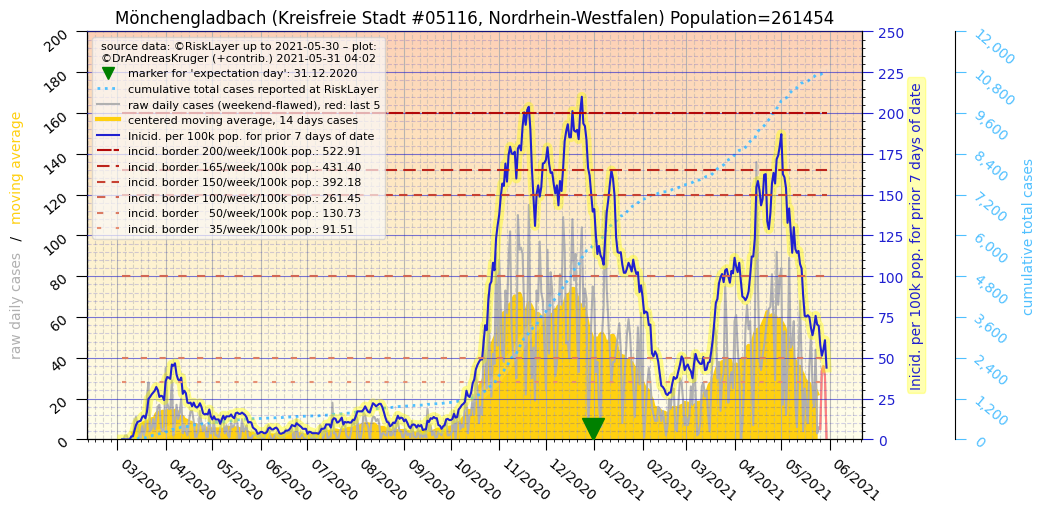 Mönchengladbach (Kreisfreie Stadt #05116, Nordrhein-Westfalen) Population=261454
source data: ©RiskLayer up to 2021-05-30 – plot:
©DrAndreasKruger (+contrib.) 2021-05-31 04:02
marker for 'expectation day': 31.12.2020
cumulative total cases reported at RiskLayer
raw daily cases (weekend-flawed), red: last 5
centered moving average, 14 days cases
Inicid. per 100k pop. for prior 7 days of date
incid. border 200/week/100k pop.: 522.91
incid. border 165/week/100k pop.: 431.40
incid. border 150/week/100k pop.: 392.18
incid. border 100/week/100k pop.: 261.45
incid. border   50/week/100k pop.: 130.73
incid. border   35/week/100k pop.: 91.51
raw daily cases / moving average
200
180
160
140
120
100
80
60
40
20
0
03/2020
04/2020
05/2020
06/2020
07/2020
08/2020
09/2020
10/2020
11/2020
12/2020
01/2021
02/2021
03/2021
04/2021
05/2021
06/2021
250
225
200
175
150
125
100
75
50
25
0
Inicid. per 100k pop. for prior 7 days of date
12,000
10,800
9,600
8,400
7,200
6,000
4,800
3,600
2,400
1,200
0
cumulative total cases